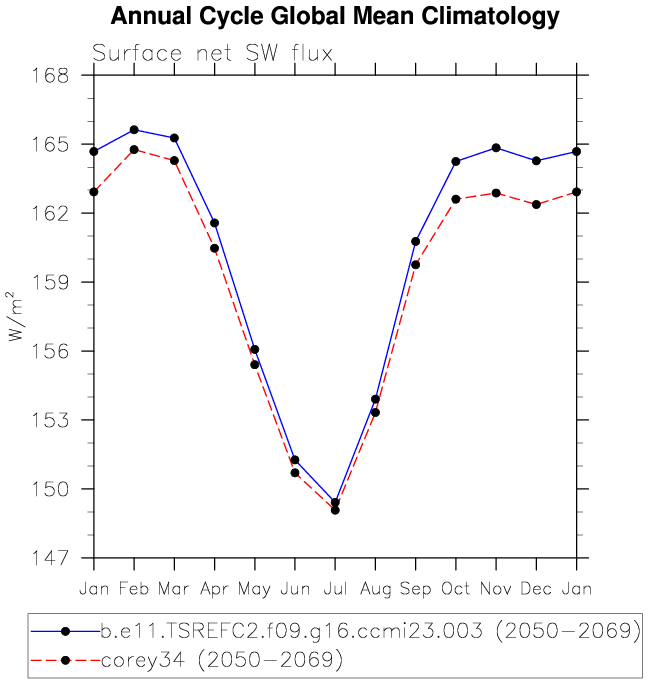 Annual Cycle Global Mean Climatology
Surface net SW flux
168
165
162
159
156
153
150
147
W/m²
Jan Feb Mar Apr May Jun Jul Aug Sep Oct Nov Dec Jan
b.e11.TSREFC2.f09.g16.ccmi23.003 (2050-2069)
corey34 (2050-2069)